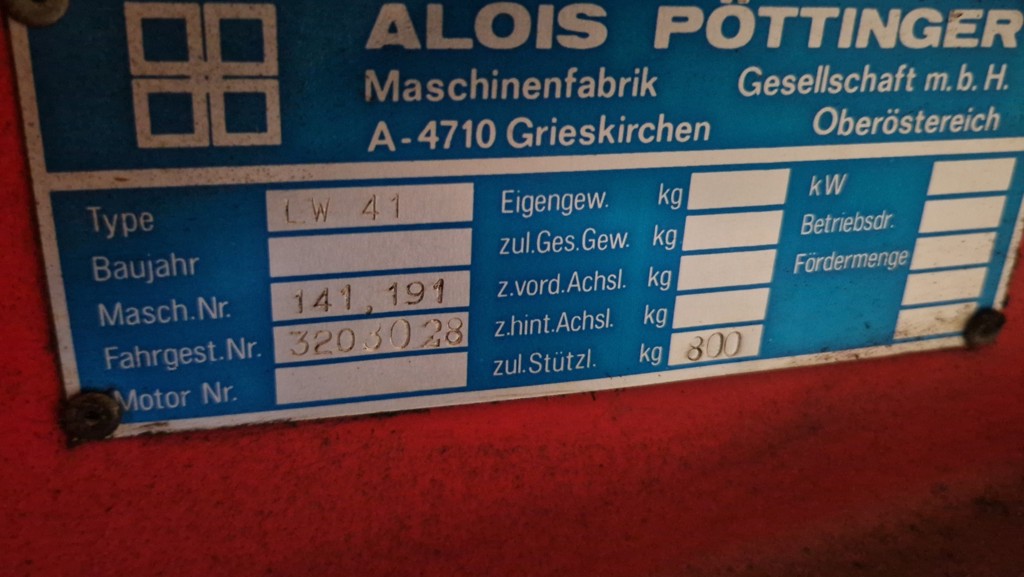 ALOIS PÖTTINGER
Maschinenfabrik Gesellschaft m.b.H.
A-4710 Grieskirchen Oberöstereich
Type LW 41
Baujahr
Masch.Nr. 141,191
Fahrgest.Nr. 3203028
Motor Nr.
Eigengew. kg
zul.Ges.Gew. kg
z.vord.Achsl. kg
z.hint.Achsl. kg
zul.Stützl. kg 800
kW
Betriebsdr.
Fördermenge